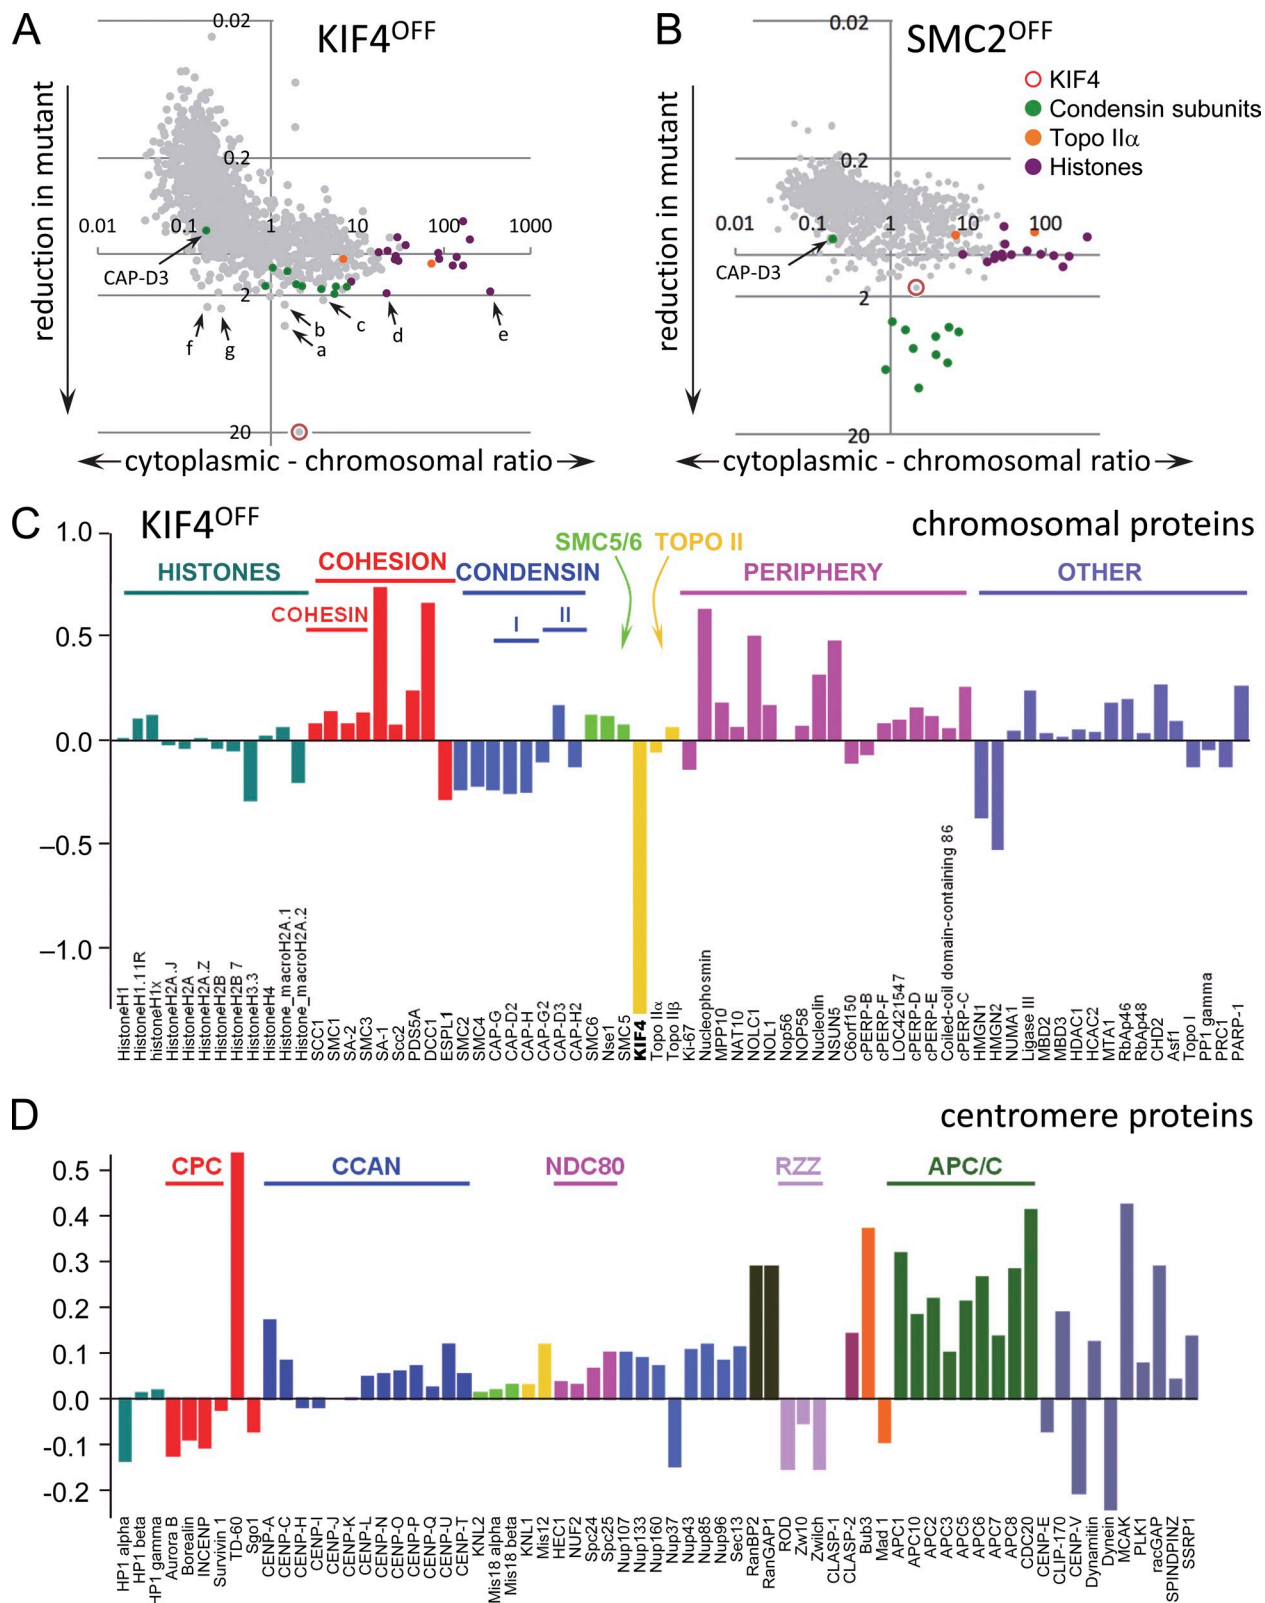 A
KIF4OFF
0.02
0.2
0.01 0.1 1 10 100 1000
CAP-D3
2
f g b a c d e
20
reduction in mutant
cytoplasmic - chromosomal ratio
B
SMC2OFF
0.02
KIF4
Condensin subunits
Topo IIα
Histones
0.2
0.01 0.1 1 10 100
CAP-D3
2
20
reduction in mutant
cytoplasmic - chromosomal ratio
C
KIF4OFF
chromosomal proteins
SMC5/6 TOPO II
HISTONES COHESION CONDENSIN PERIPHERY OTHER
COHESIN I II
1.0
0.5
0.0
–0.5
–1.0
HistoneH1
HistoneH1.11R
histoneH1x
HistoneH2A.J
HistoneH2A
HistoneH2A.Z
HistoneH2B
HistoneH2B 7
HistoneH3.3
HistoneH4
Histone_macroH2A.1
Histone_macroH2A.2
SCC1
SMC1
SA-2
SMC3
SA-1
Scc2
PDS5A
DCC1
ESPL1
SMC2
SMC4
CAP-G
CAP-D2
CAP-H
CAP-G2
CAP-D3
CAP-H2
SMC6
Nse1
SMC5
KIF4
Topo IIα
Topo IIβ
Ki-67
Nucleophosmin
MPP10
NAT10
NOLC1
NOL1
Nop56
NOP58
Nucleolin
NSUN5
C6orf150
cPERP-B
cPERP-F
LOC421547
cPERP-D
cPERP-E
Coiled-coil domain-containing 86
cPERP-C
HMGN1
HMGN2
NUMA1
Ligase III
MBD2
MBD3
HDAC1
HCAC2
MTA1
RbAp46
RbAp48
CHD2
Asf1
Topo I
PP1 gamma
PRC1
PARP-1
D
centromere proteins
CPC CCAN NDC80 RZZ APC/C
0.5
0.4
0.3
0.2
0.1
0.0
-0.1
-0.2
HP1 alpha
HP1 beta
HP1 gamma
Aurora B
Borealin
INCENP
Survivin 1
TD-60
Sgo1
CENP-A
CENP-C
CENP-H
CENP-I
CENP-J
CENP-K
CENP-L
CENP-N
CENP-O
CENP-P
CENP-Q
CENP-U
CENP-T
KNL2
Mis18 alpha
Mis18 beta
KNL1
Mis12
HEC1
NUF2
Spc24
Spc25
Nup107
Nup133
Nup160
Nup37
Nup43
Nup85
Nup96
Sec13
RanBP2
RanGAP1
ROD
Zw10
Zwilch
CLASP-1
CLASP-2
Bub3
Mad 1
APC1
APC10
APC2
APC3
APC5
APC6
APC7
APC8
CDC20
CENP-E
CLIP-170
CENP-V
Dynamitin
Dynein
MCAK
PLK1
racGAP
SPINDPINZ
SSRP1